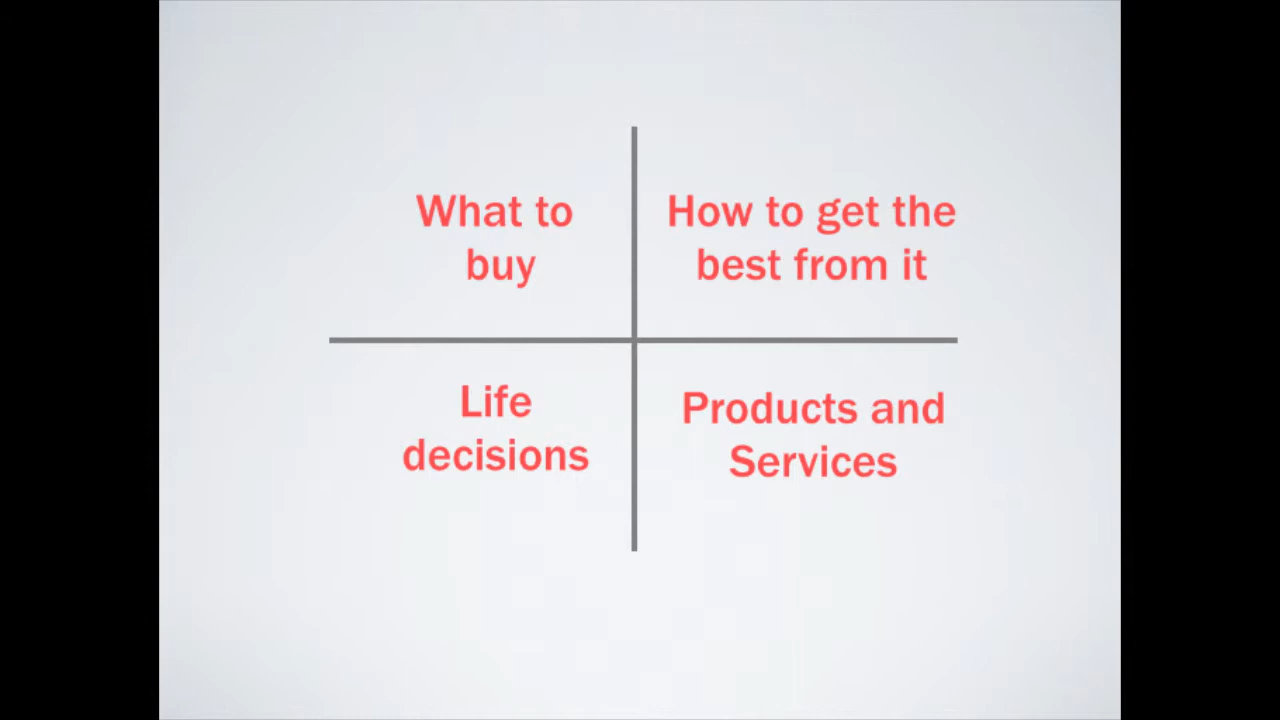 What to
buy
How to get the
best from it
Life
decisions
Products and
Services